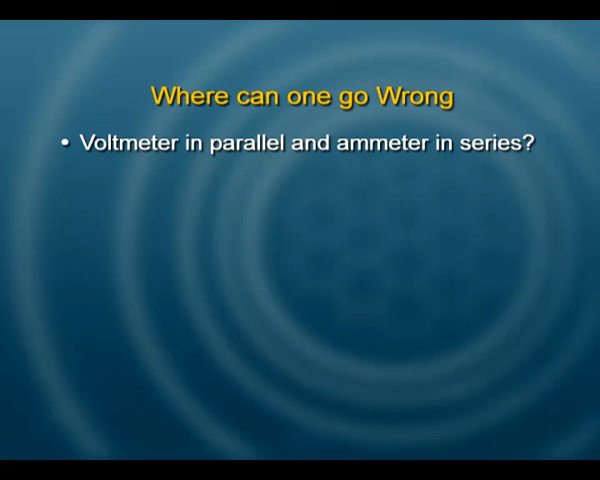 Where can one go Wrong
• Voltmeter in parallel and ammeter in series?